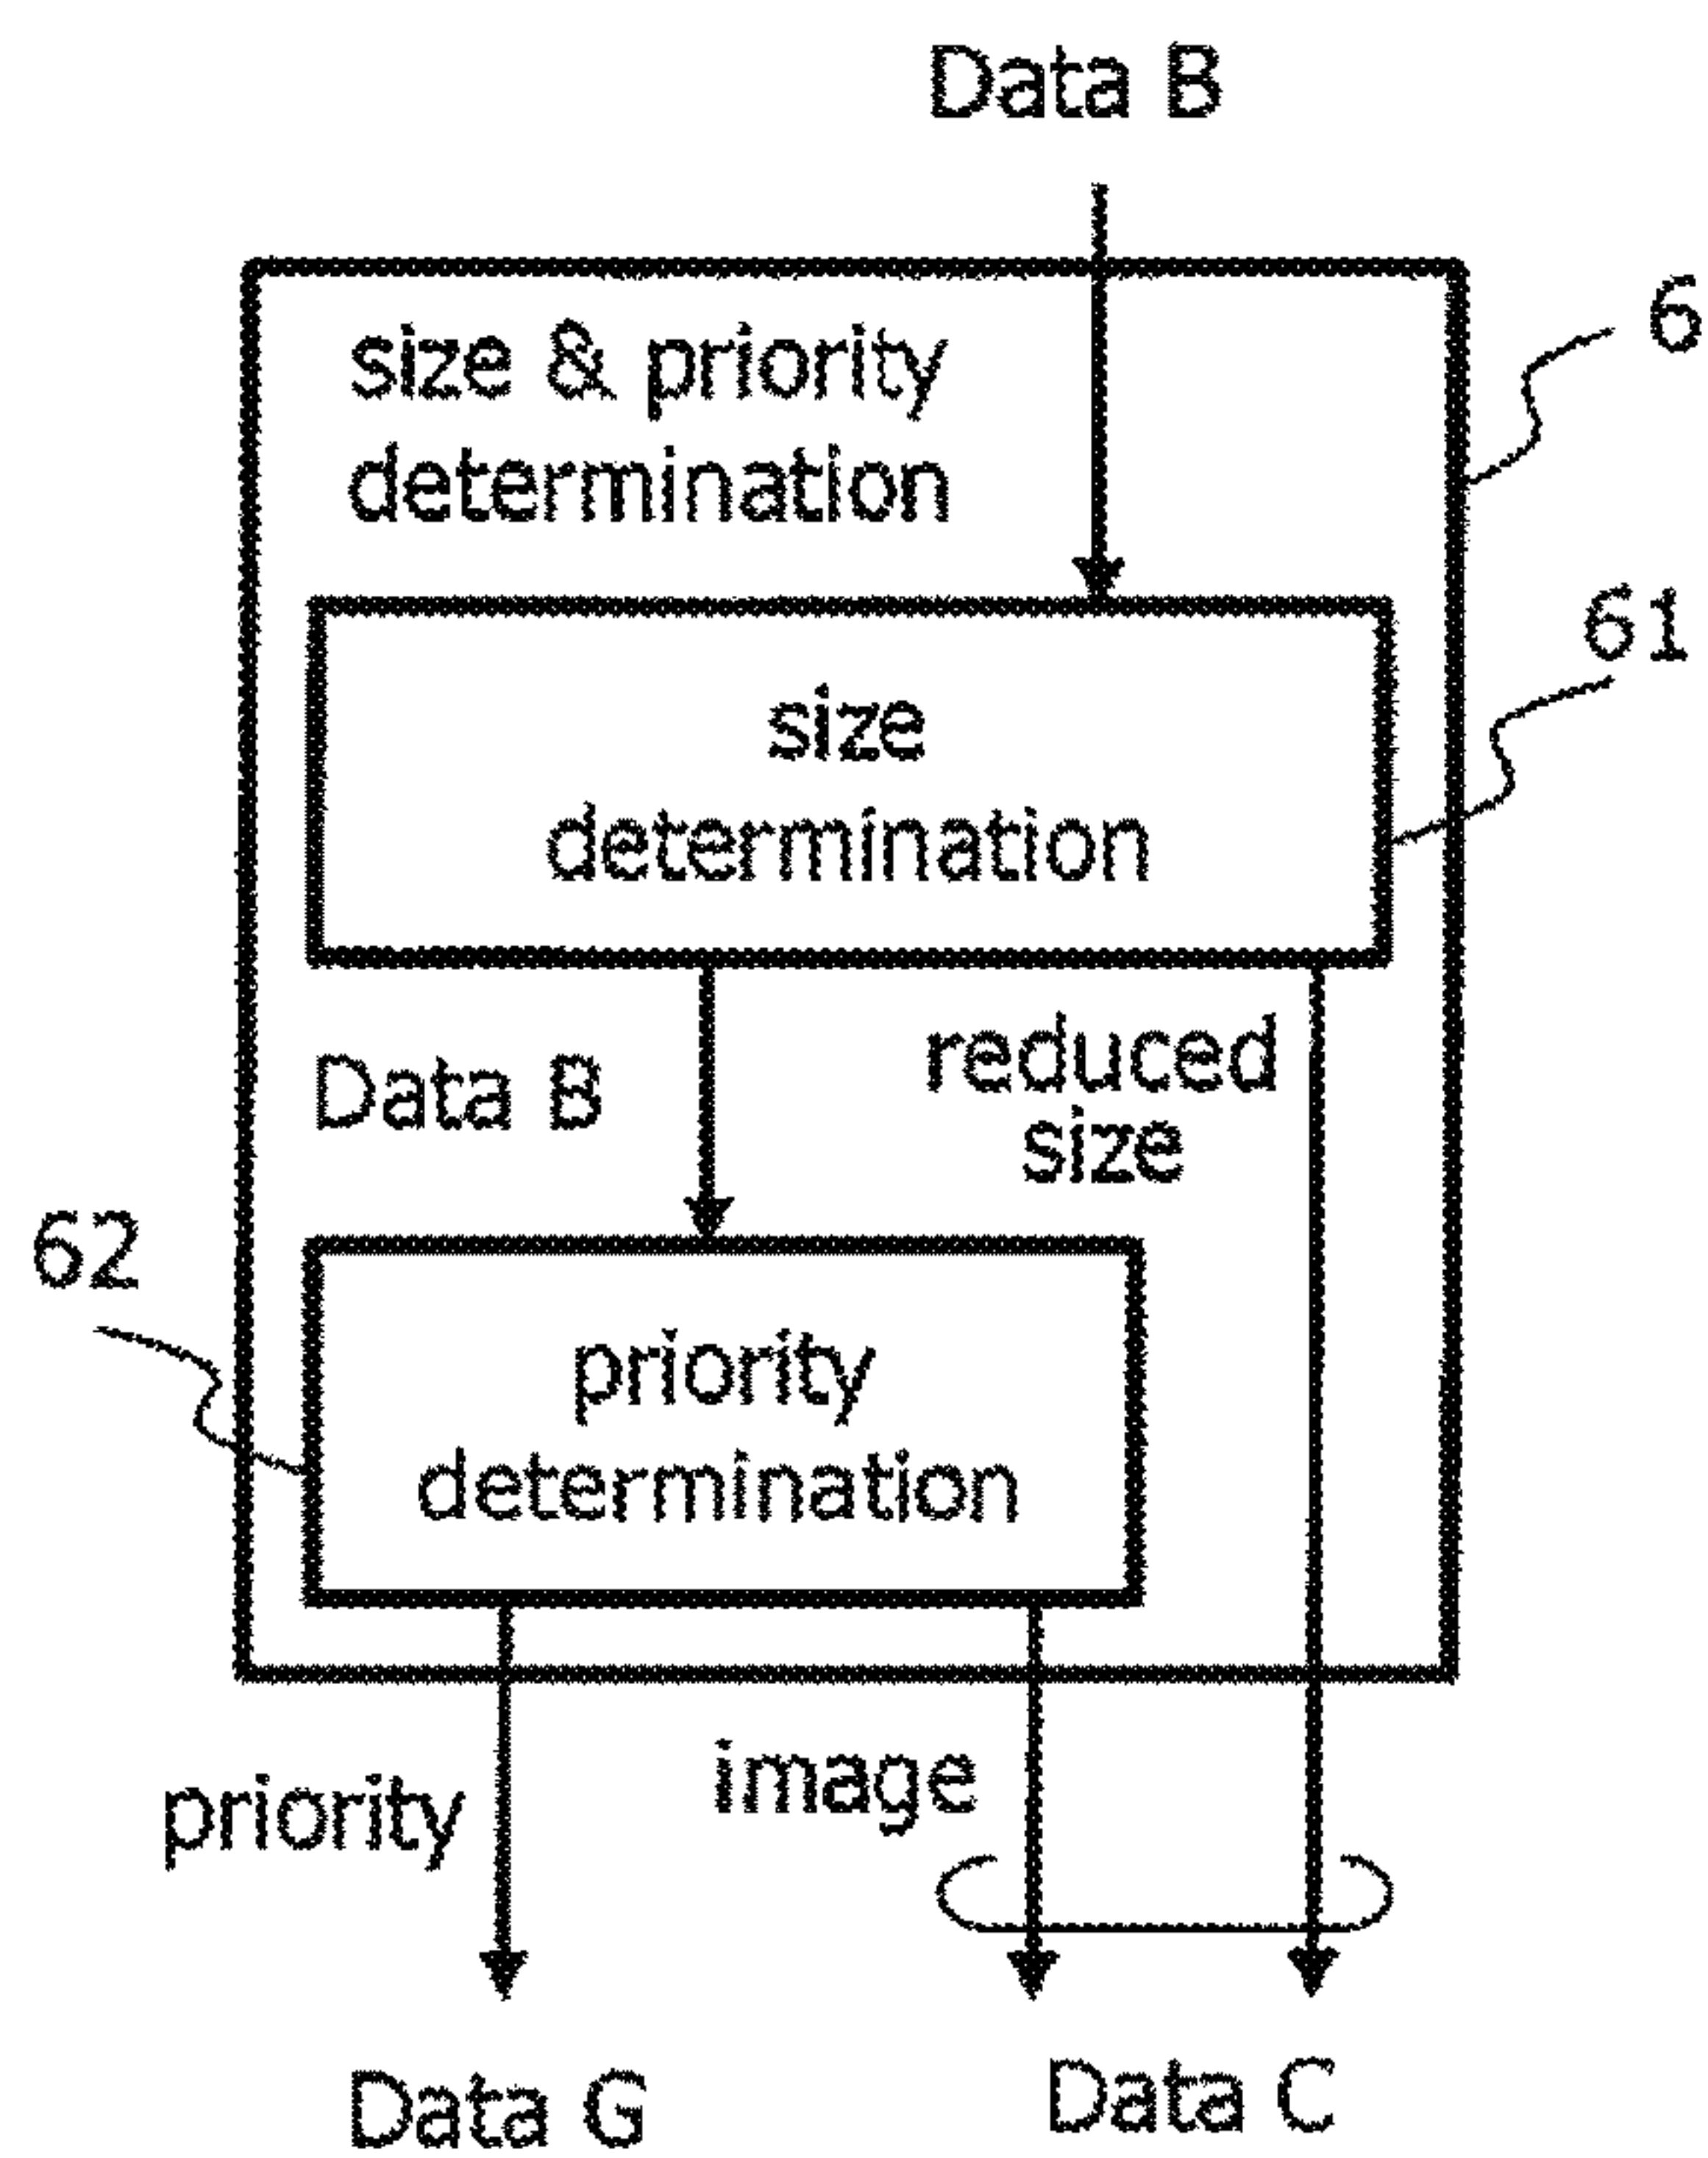 Data B
size & priority
determination
6
61
size
determination
Data B
reduced
size
62
priority
determination
priority
image
Data G
Data C